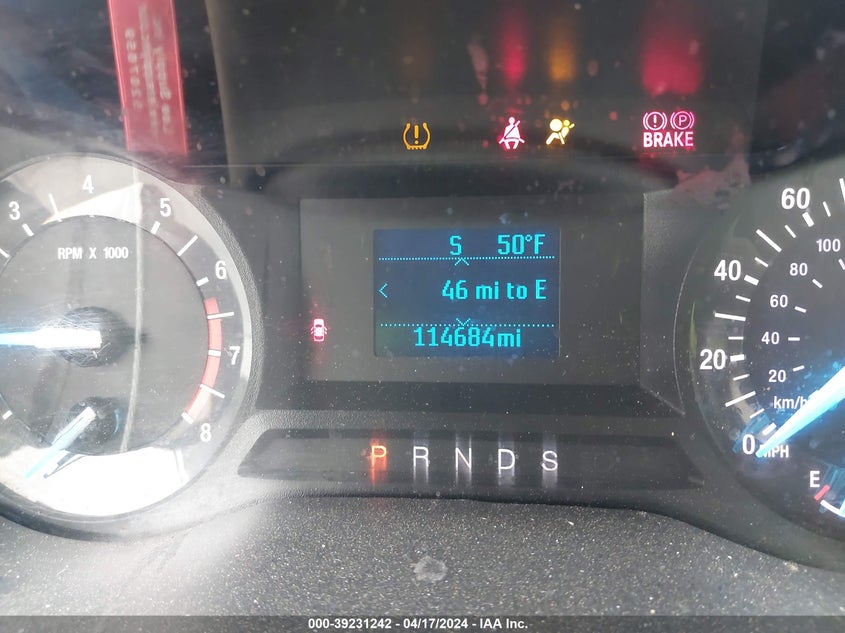 BRAKE
3
4
5
6
7
8
RPM X 1000
S 50°F
46 mi to E
114684mi
P R N D S
60
40
20
0
MPH
100
80
60
40
20
km/h
E
000-39231242 - 04/17/2024 - IAA Inc.